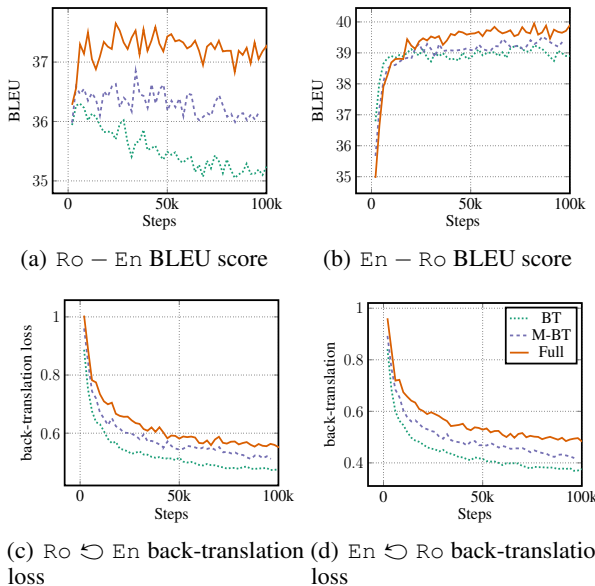 BLEU
37
36
35
0
50k
100k
Steps
(a) Ro − En BLEU score
BLEU
40
39
38
37
36
35
0
50k
100k
Steps
(b) En − Ro BLEU score
back-translation loss
1
0.8
0.6
0
50k
100k
Steps
(c) Ro ⟲ En back-translation
loss
back-translation loss
1
0.8
0.6
0.4
0
50k
100k
Steps
BT
M-BT
Full
(d) En ⟲ Ro back-translatio
loss